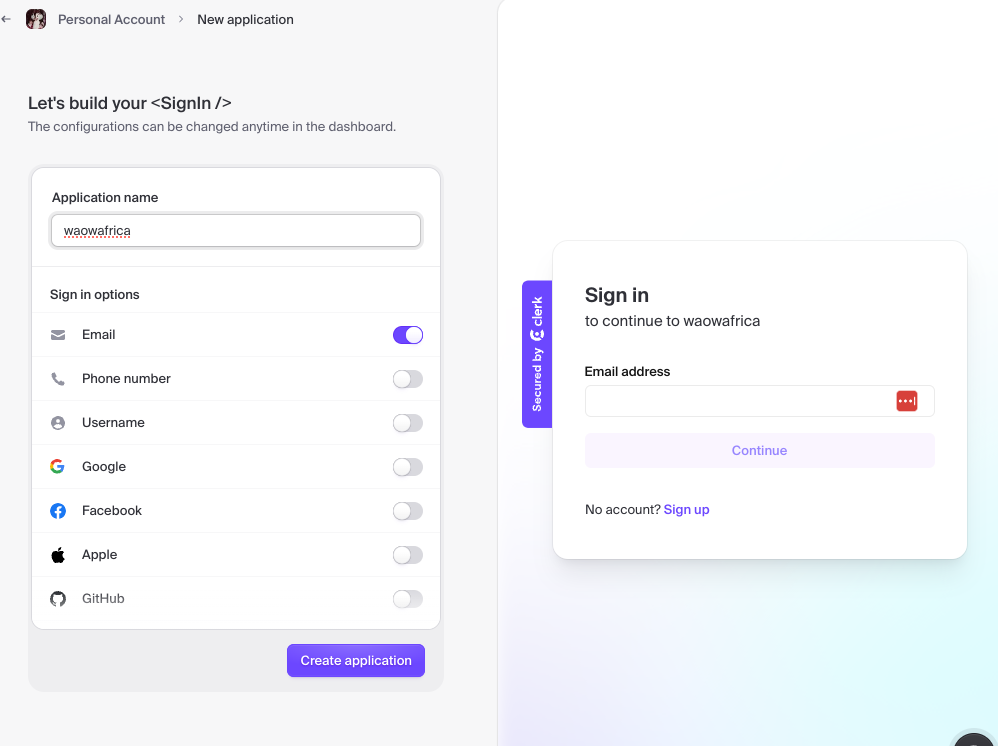 Personal Account > New application
Let's build your <SignIn />
The configurations can be changed anytime in the dashboard.
Application name
waowafrica
Sign in options
Email
Phone number
Username
Google
Facebook
Apple
GitHub
Create application
Secured by clerk
Sign in
to continue to waowafrica
Email address
Continue
No account? Sign up